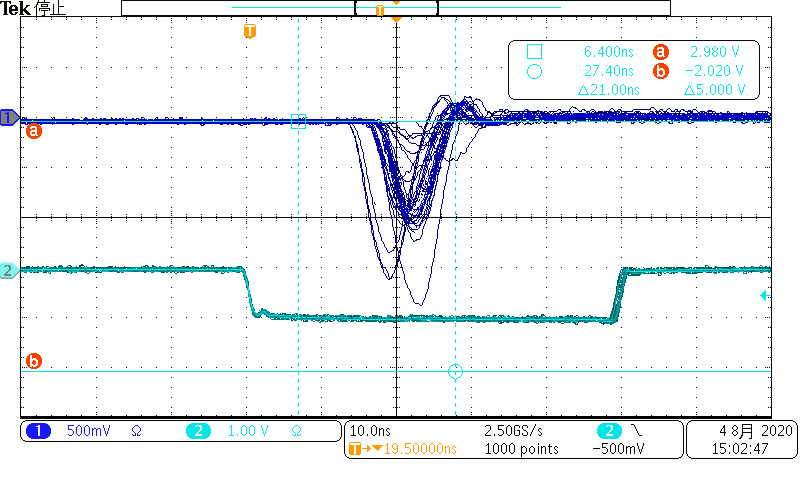 Tek 停止
T
T
6.400ns a 2.980 V
27.40ns b -2.020 V
Δ21.00ns Δ5.000 V
1
a
2
b
1 500mV Ω 2 1.00 V Ω
10.0ns 2.50GS/s 2
T→▼19.50000ns 1000 points -500mV
4 8月 2020
15:02:47